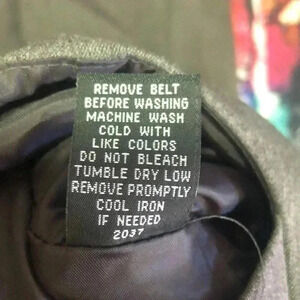 REMOVE BELT
BEFORE WASHING
MACHINE WASH
COLD WITH
LIKE COLORS
DO NOT BLEACH
TUMBLE DRY LOW
REMOVE PROMPTLY
COOL IRON
IF NEEDED
2037